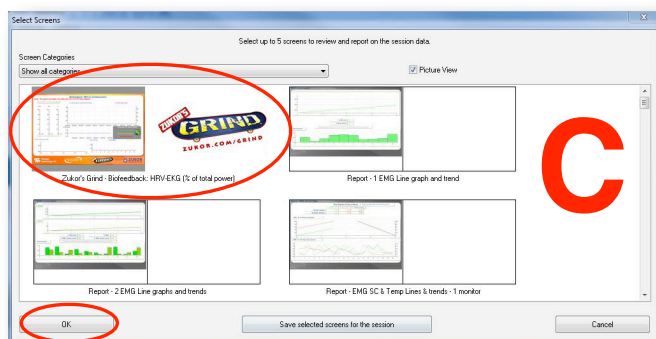 Select Screens
Select up to 5 screens to review and report on the session data.
Screen Categories
Show all categories
Picture View
ZUKOR'S
GRIND
ZUKOR.COM/GRIND
Zukor's Grind - Biofeedback: HRV-EKG (% of total power)
Report - 1 EMG Line graph and trend
C
Report - 2 EMG Line graphs and trends
Report - EMG SC & Temp Lines & trends - 1 monitor
OK
Save selected screens for the session
Cancel